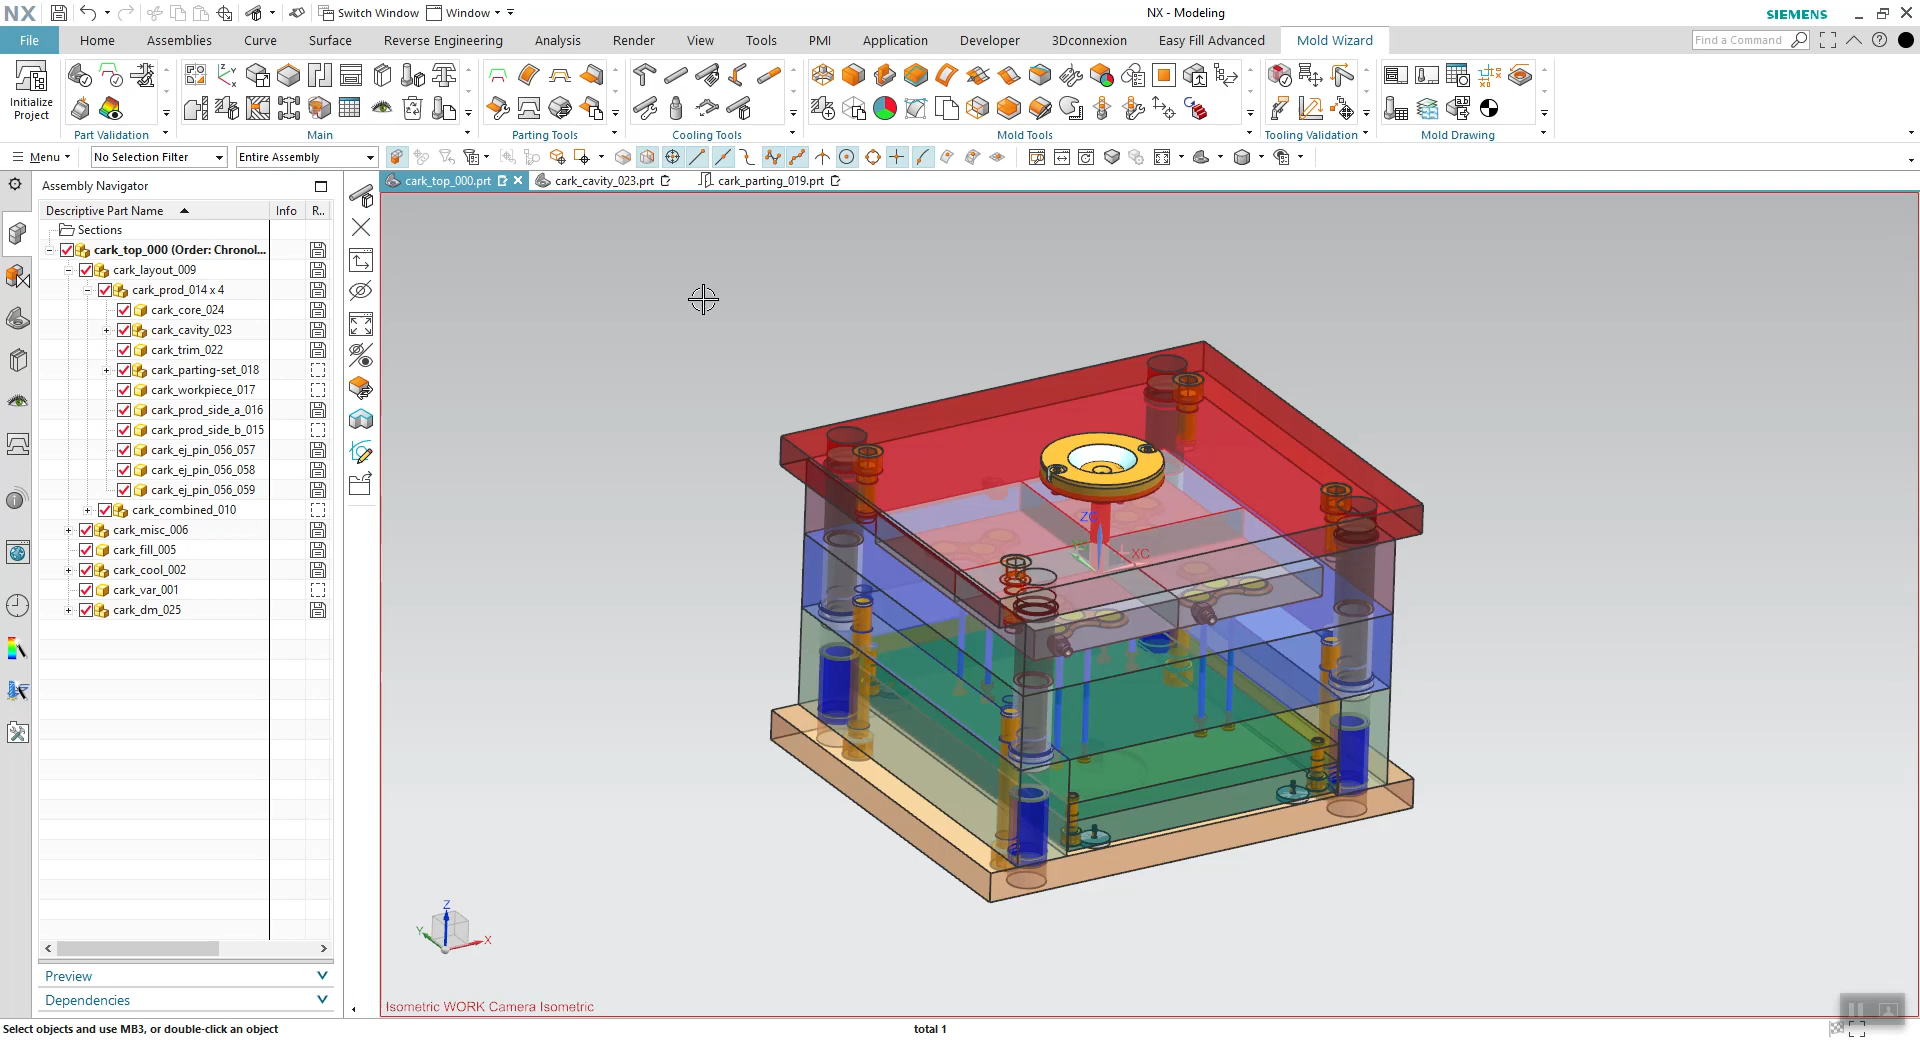 NX
Switch Window
Window
NX - Modeling
SIEMENS
File
Home
Assemblies
Curve
Surface
Reverse Engineering
Analysis
Render
View
Tools
PMI
Application
Developer
3Dconnexion
Easy Fill Advanced
Mold Wizard
Find a Command
Initialize
Project
Part Validation
Main
Parting Tools
Cooling Tools
Mold Tools
Tooling Validation
Mold Drawing
Menu
No Selection Filter
Entire Assembly
Assembly Navigator
cark_top_000.prt
cark_cavity_023.prt
cark_parting_019.prt
Descriptive Part Name
Info
R..
Sections
cark_top_000 (Order: Chronol...
cark_layout_009
cark_prod_014 x 4
cark_core_024
cark_cavity_023
cark_trim_022
cark_parting-set_018
cark_workpiece_017
cark_prod_side_a_016
cark_prod_side_b_015
cark_ej_pin_056_057
cark_ej_pin_056_058
cark_ej_pin_056_059
cark_combined_010
cark_misc_006
cark_fill_005
cark_cool_002
cark_var_001
cark_dm_025
ZC
XC
Z
Y
X
Preview
Dependencies
Isometric WORK Camera Isometric
Select objects and use MB3, or double-click an object
total 1